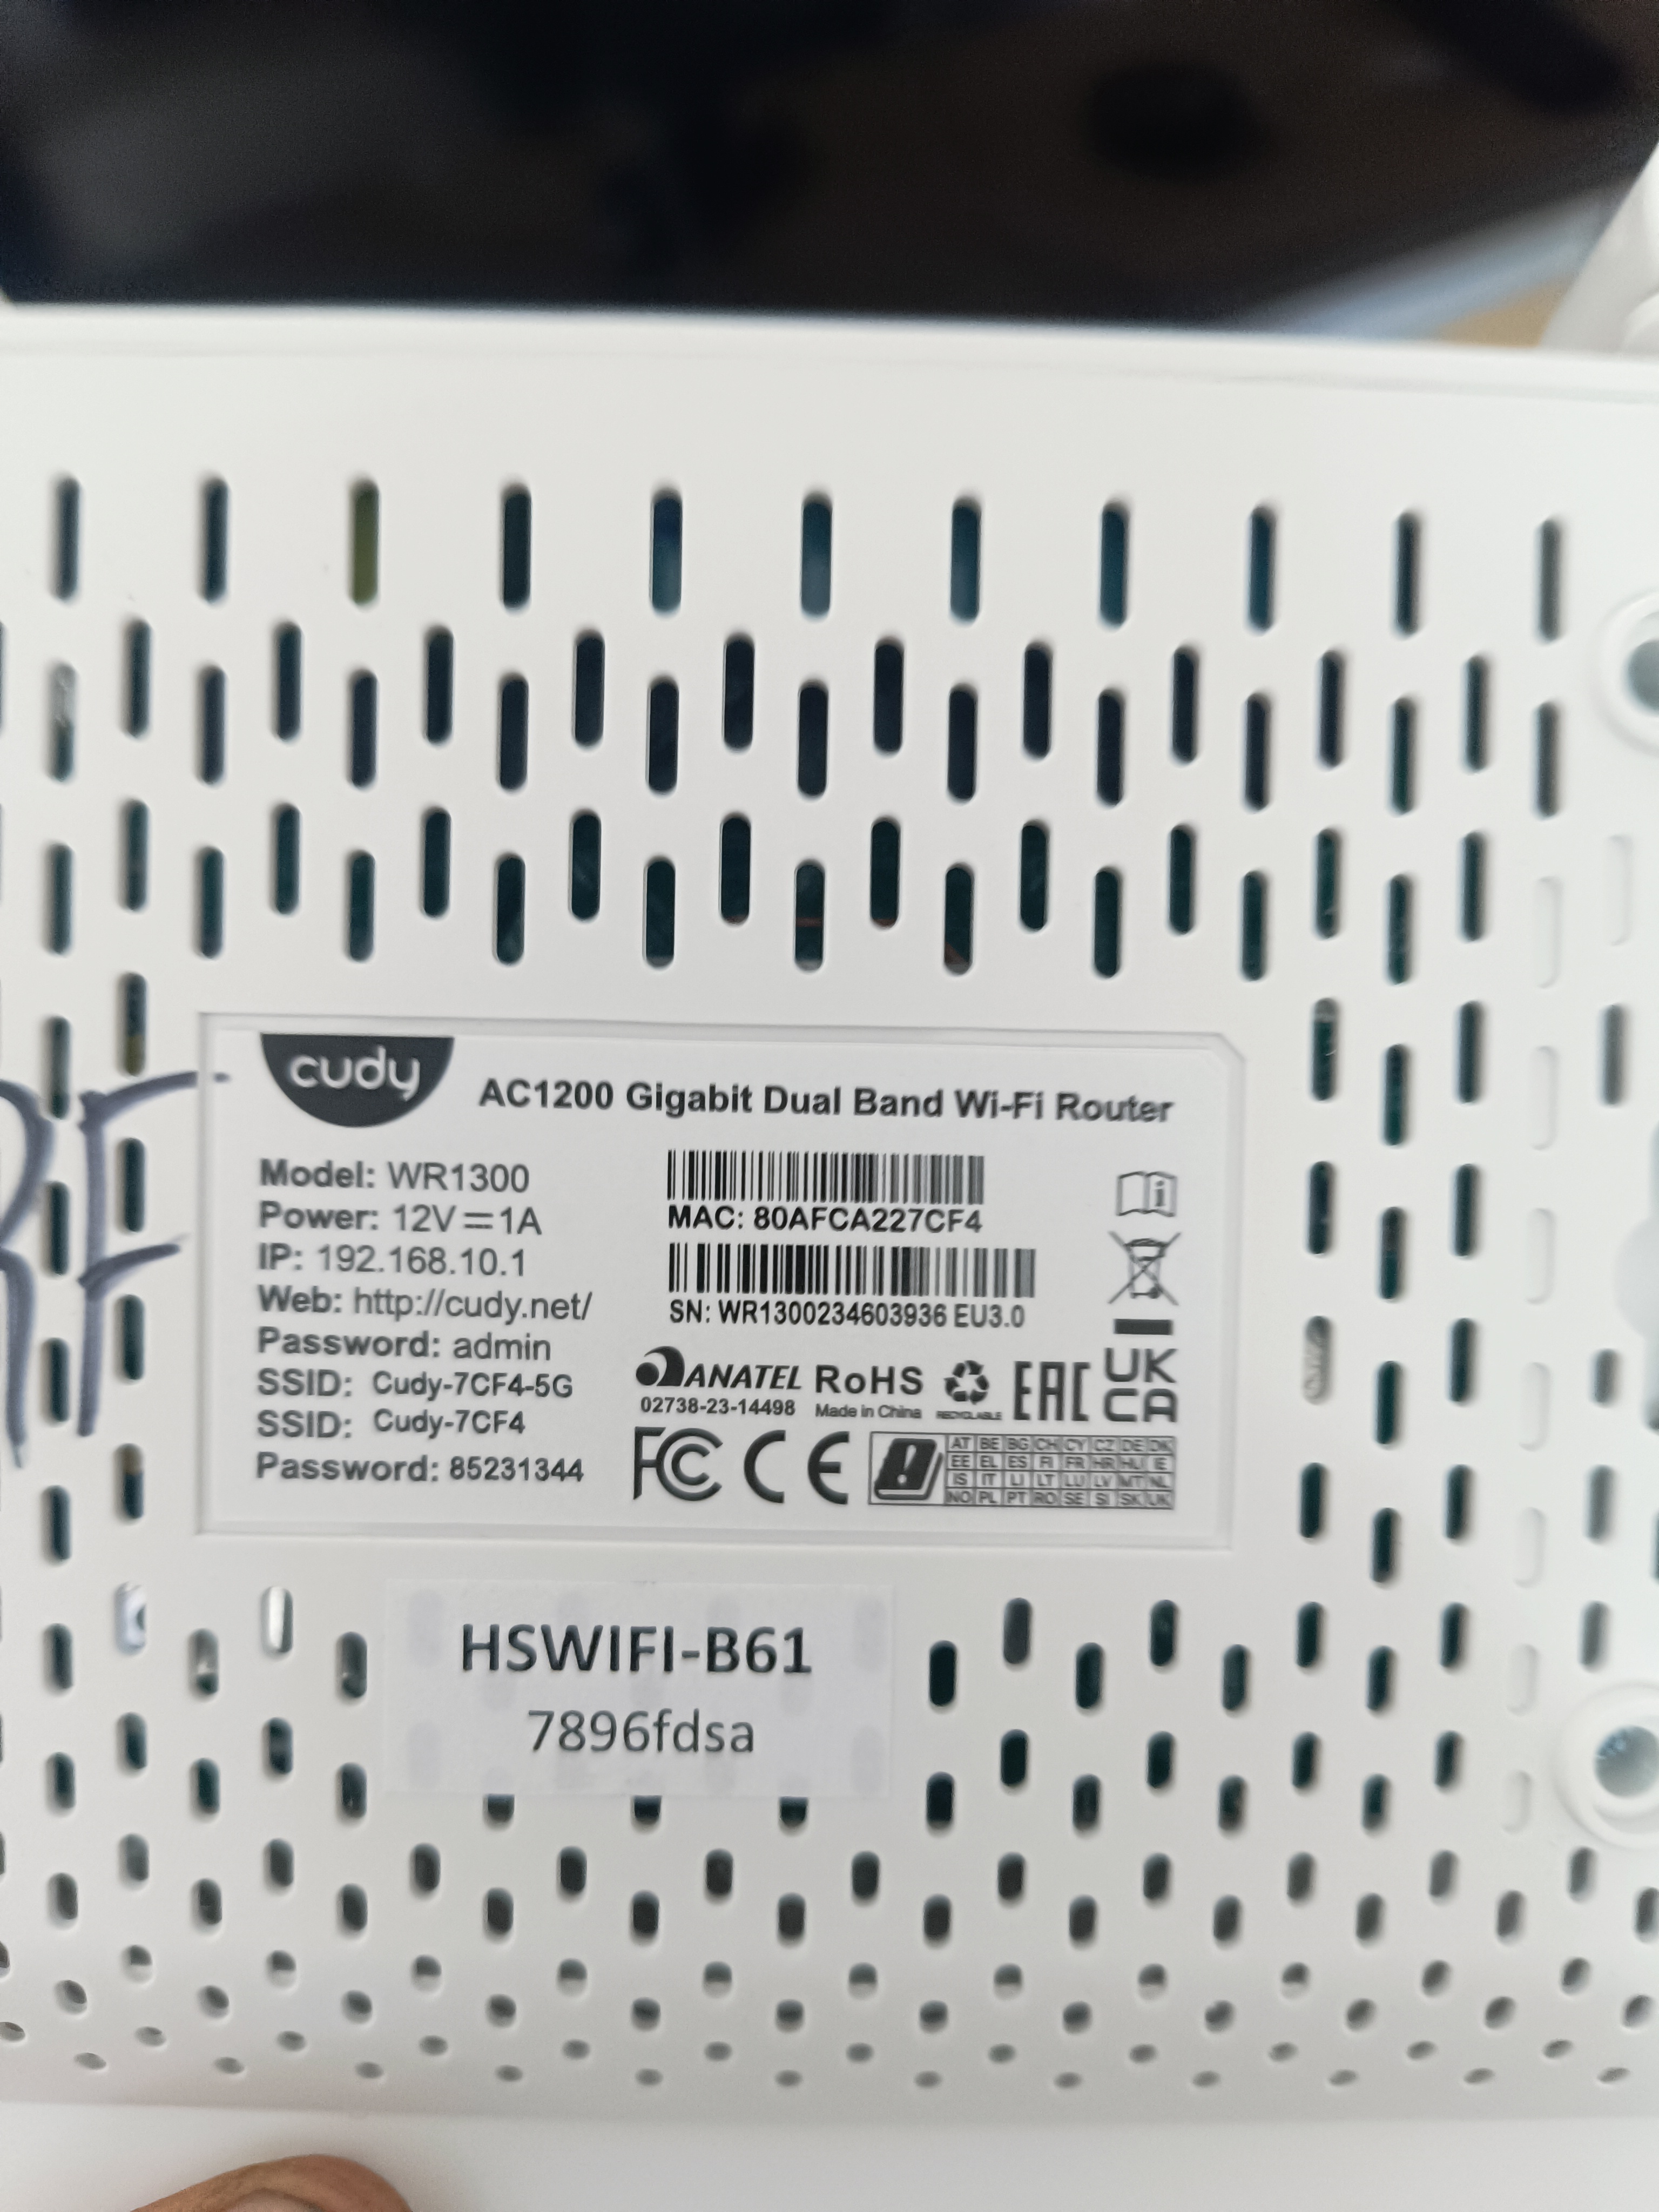 cudy
AC1200 Gigabit Dual Band Wi-Fi Router
Model: WR1300
Power: 12V⎓1A
IP: 192.168.10.1
Web: http://cudy.net/
Password: admin
SSID: Cudy-7CF4-5G
SSID: Cudy-7CF4
Password: 85231344
MAC: 80AFCA227CF4
SN: WR1300234603936 EU3.0
ANATEL
02738-23-14498
RoHS
Made in China
RECYCLABLE
EAC
UK
CA
FC
CE
AT BE BG CH CY CZ DE DK
EE EL ES FI FR HR HU IE
IS IT LI LT LU LV MT NL
NO PL PT RO SE SI SK UK
HSWIFI-B61
7896fdsa